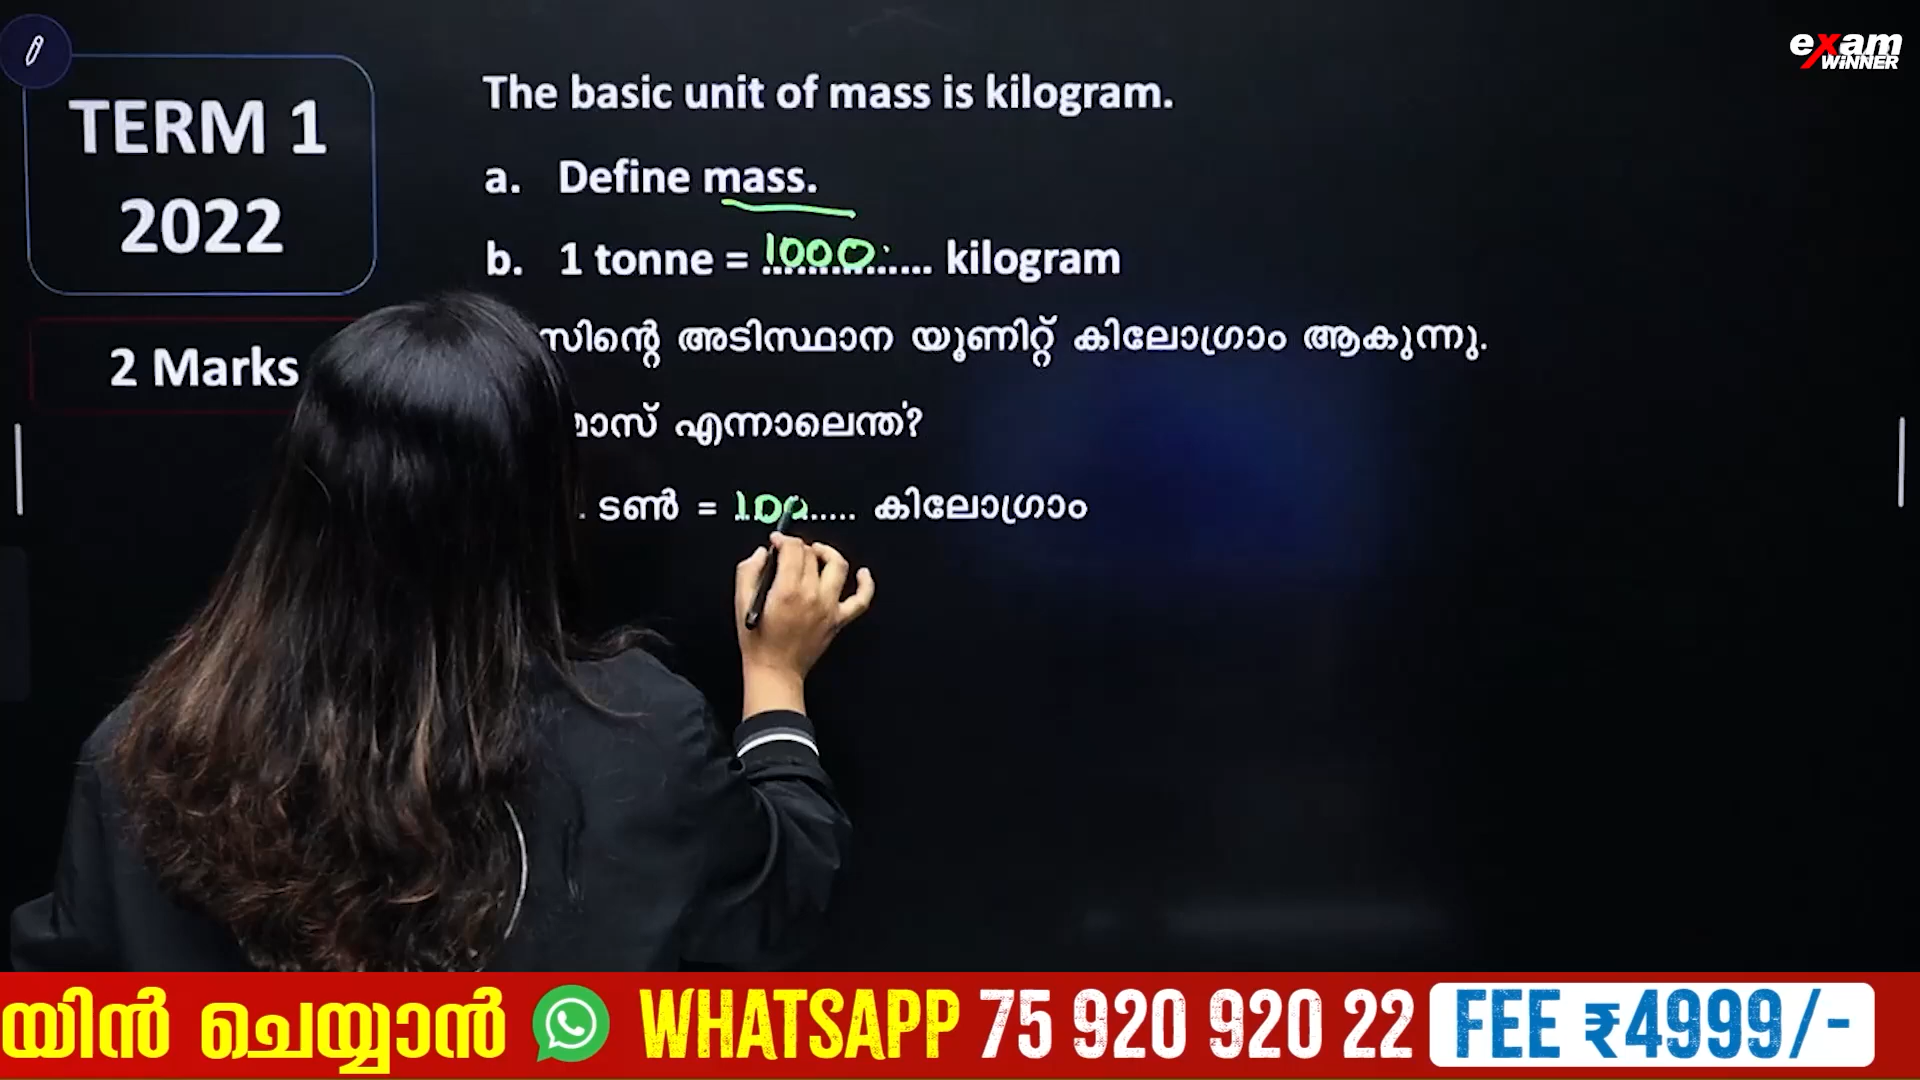 exam
WiNNER
TERM 1
2022
2 Marks
The basic unit of mass is kilogram.
a. Define mass.
b. 1 tonne = 1000 kilogram
അടിസ്ഥാന യൂണിറ്റ് കിലോഗ്രാം ആകുന്നു.
മാസ് എന്നാലെന്ത്?
ടൺ = 100..... കിലോഗ്രാം
യിൻ ചെയ്യാൻ WHATSAPP 75 920 920 22 FEE ₹4999/-